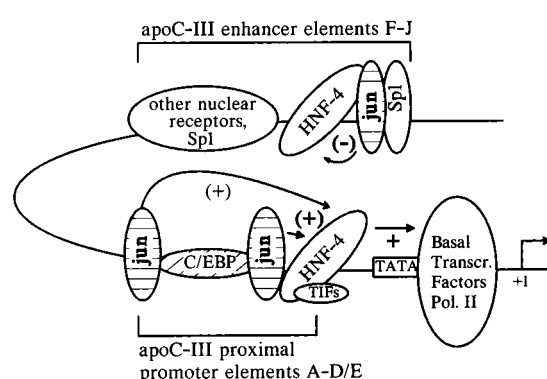 apoC-III enhancer elements F-J
other nuclear
receptors,
Sp1
HNF-4
jun
Sp1
(-)
(+)
(+)
jun
C/EBP
jun
HNF-4
TIFs
+
TATA
Basal
Transcr.
Factors
Pol. II
+1
apoC-III proximal
promoter elements A-D/E